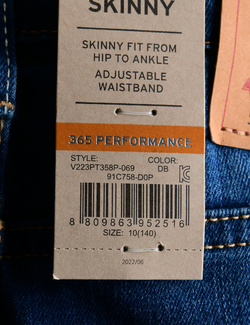 SKINNY
SKINNY FIT FROM
HIP TO ANKLE
ADJUSTABLE
WAISTBAND
365 PERFORMANCE
STYLE: COLOR:
V223PT358P-069 DB
91C758-D0P
8 809863 952516
SIZE: 10(140)
2022/06